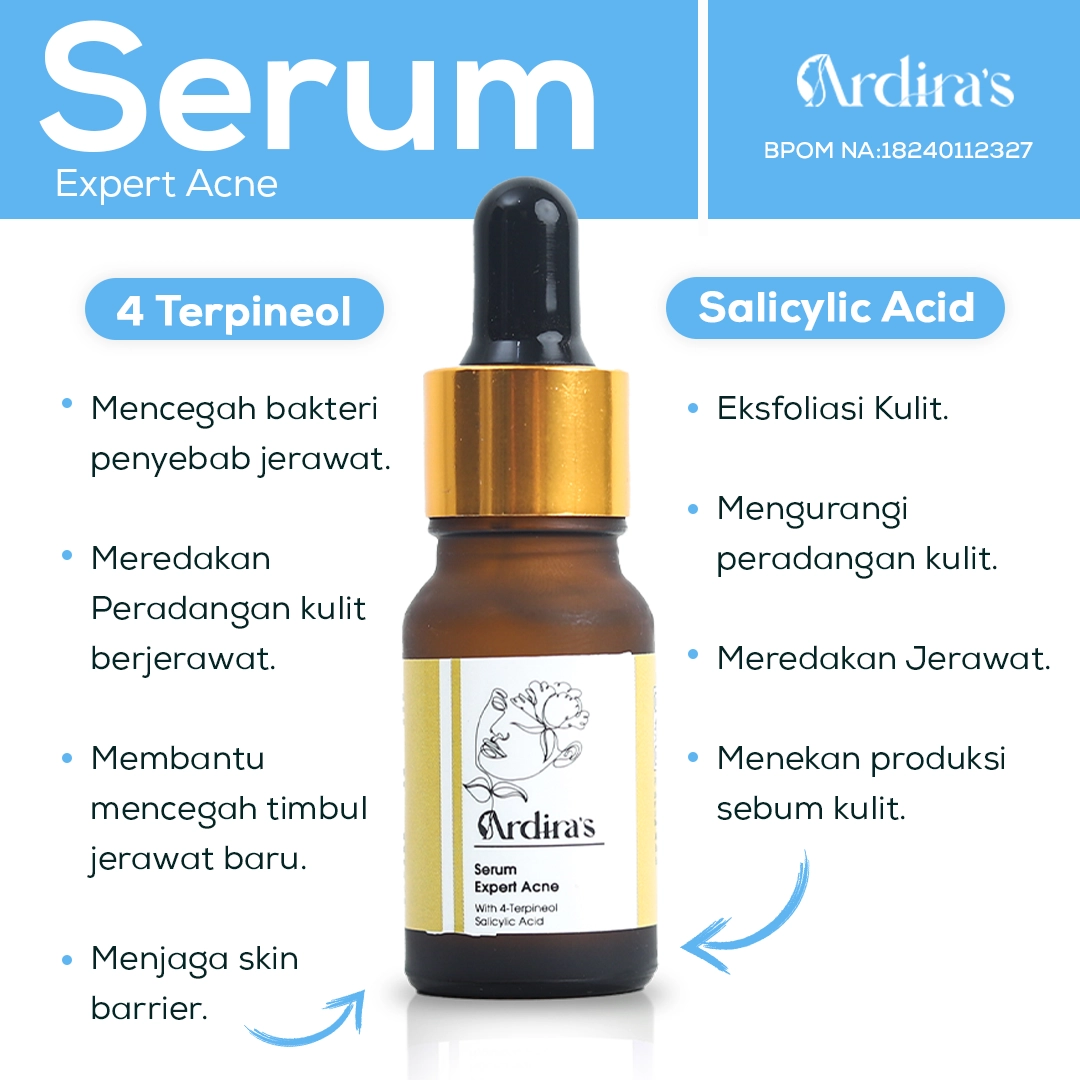 Serum
Expert Acne
Ardira's
BPOM NA:18240112327
4 Terpineol
Mencegah bakteri
penyebab jerawat.
Meredakan
Peradangan kulit
berjerawat.
Membantu
mencegah timbul
jerawat baru.
Menjaga skin
barrier.
Salicylic Acid
Eksfoliasi Kulit.
Mengurangi
peradangan kulit.
Meredakan Jerawat.
Menekan produksi
sebum kulit.
Ardira's
Serum
Expert Acne
With 4-Terpineol
Salicylic Acid